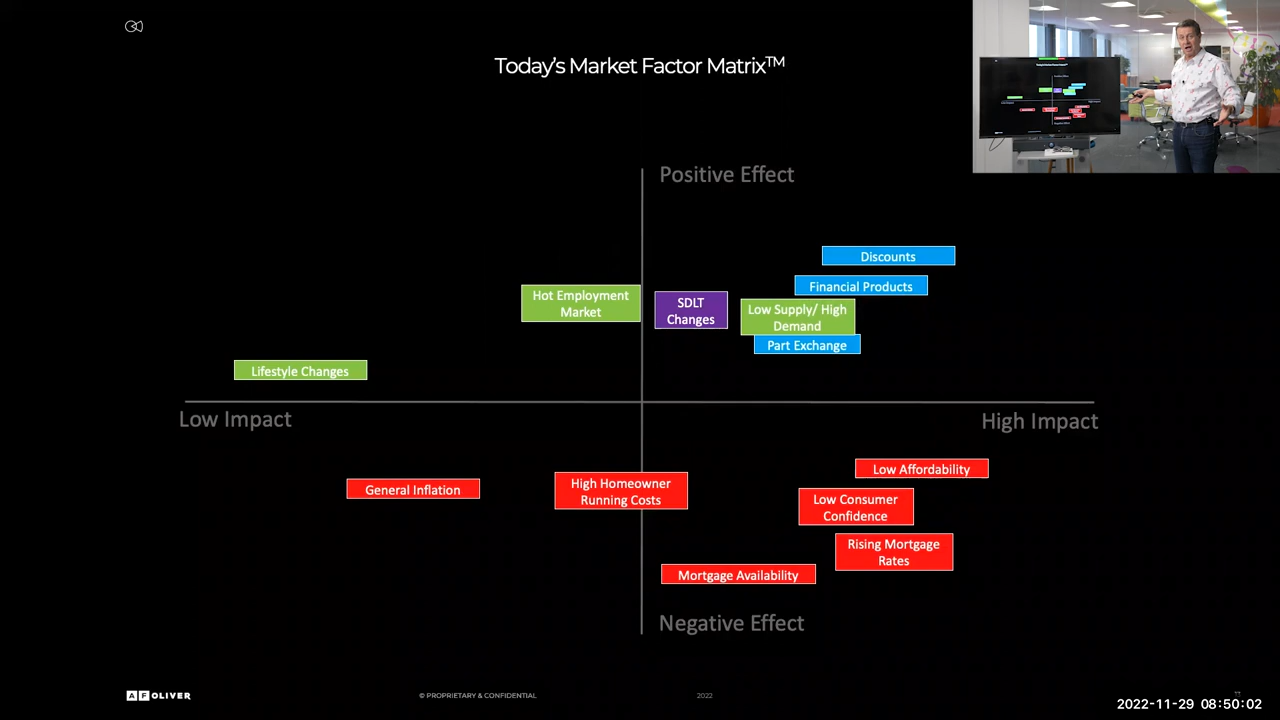 Today's Market Factor Matrix™
Positive Effect
Discounts
Financial Products
Hot Employment
Market
SDLT
Changes
Low Supply/ High
Demand
Part Exchange
Lifestyle Changes
Low Impact
High Impact
Low Affordability
General Inflation
High Homeowner
Running Costs
Low Consumer
Confidence
Rising Mortgage
Rates
Mortgage Availability
Negative Effect
AFOLIVER
© PROPRIETARY & CONFIDENTIAL
2022
2022-11-29 08:50:02